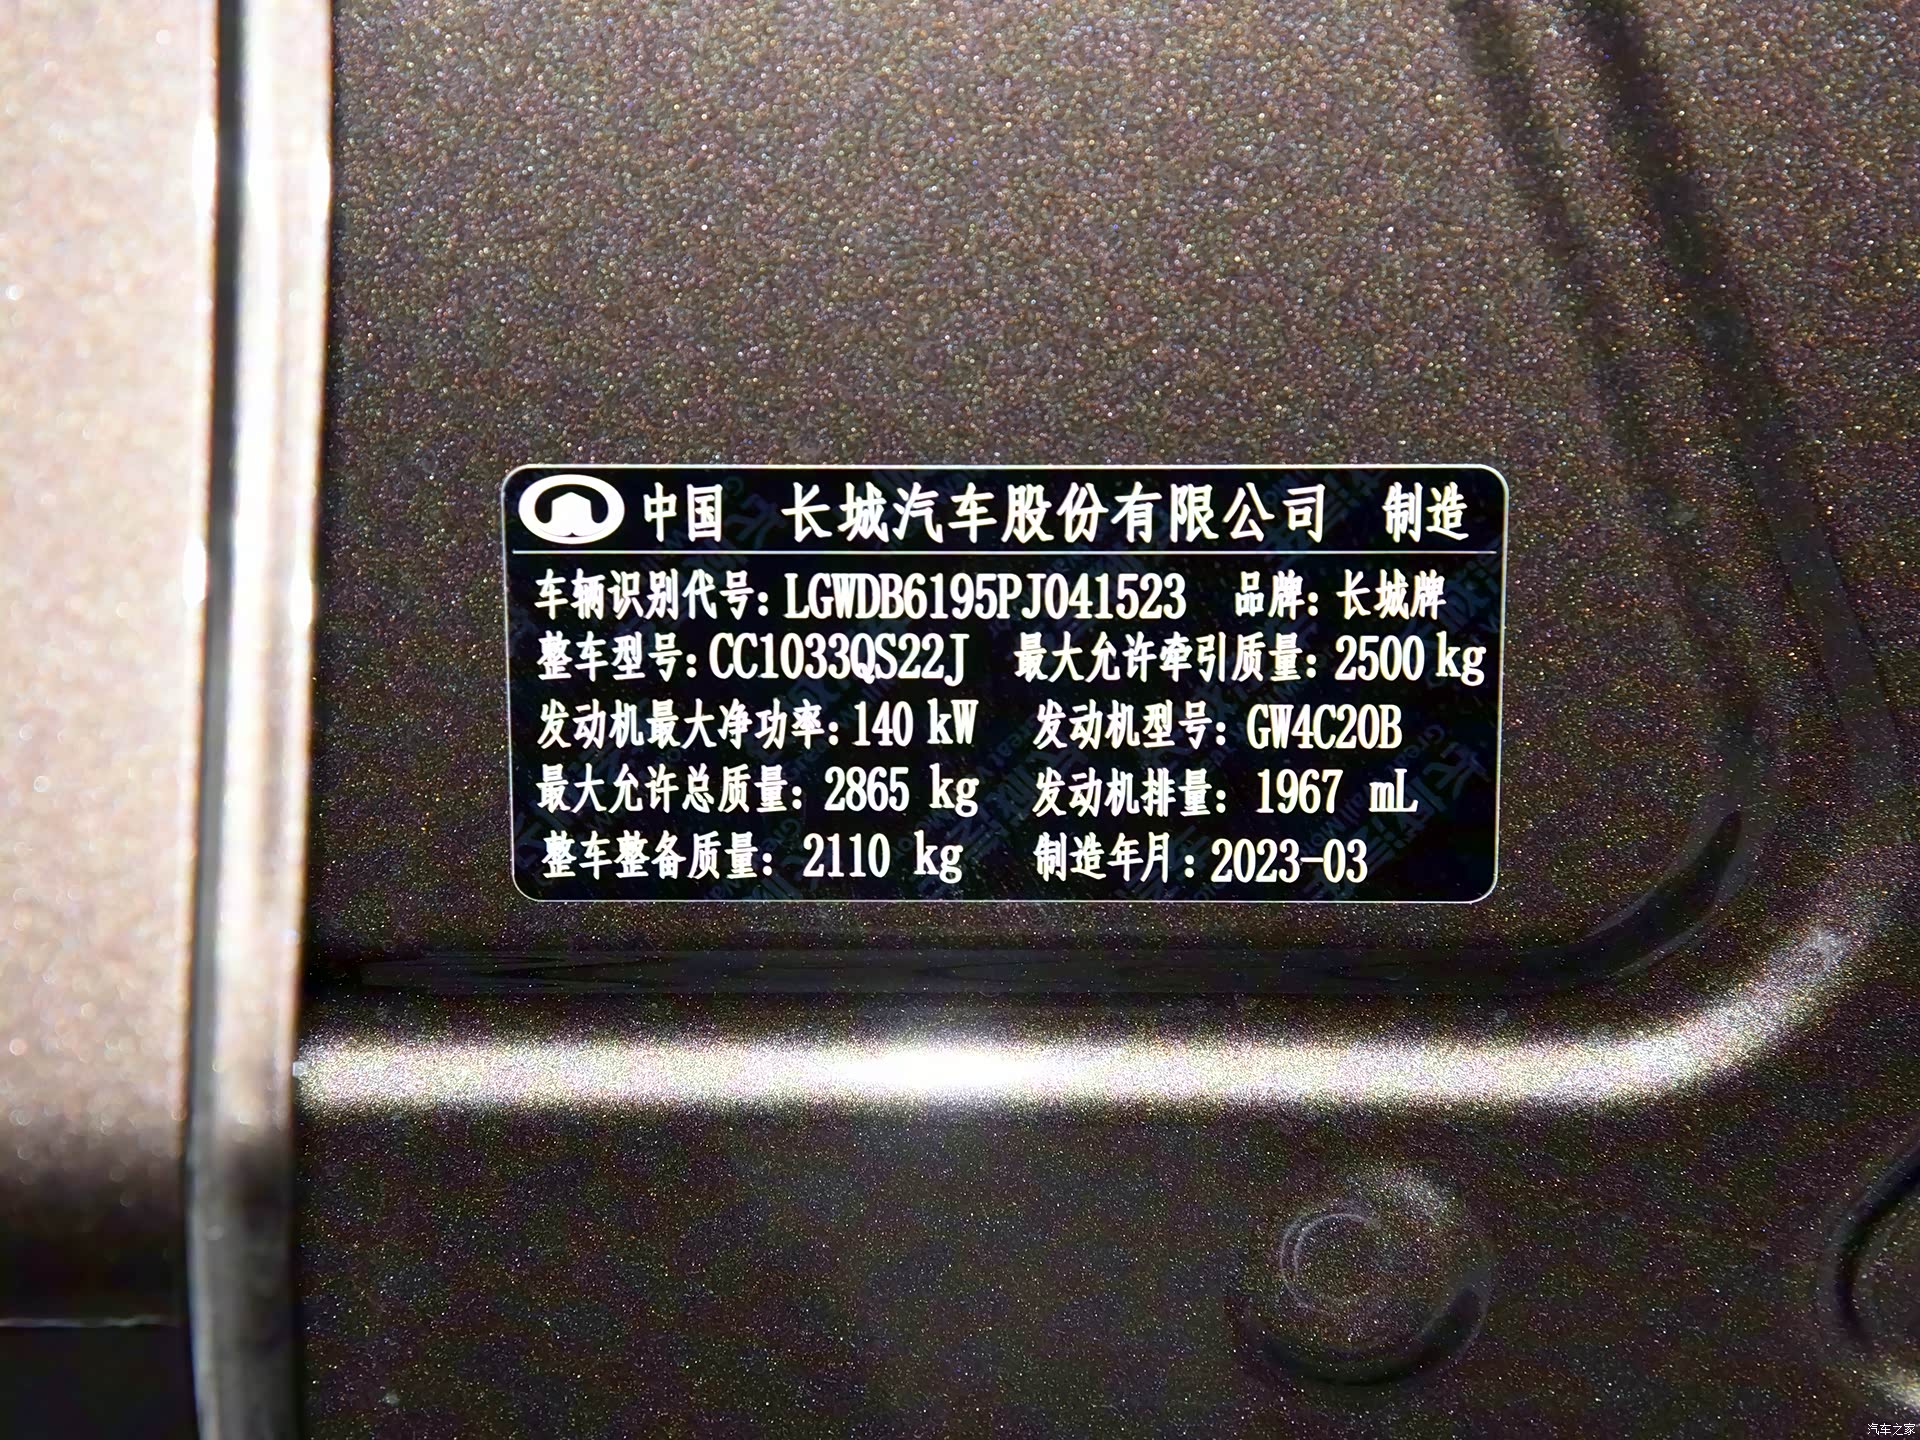 中国 长城汽车股份有限公司 制造
车辆识别代号: LGWDB6195PJ041523 品牌: 长城牌
整车型号: CC1033QS22J 最大允许牵引质量: 2500 kg
发动机最大净功率: 140 kW 发动机型号: GW4C20B
最大允许总质量: 2865 kg 发动机排量: 1967 mL
整车整备质量: 2110 kg 制造年月: 2023-03
汽车之家